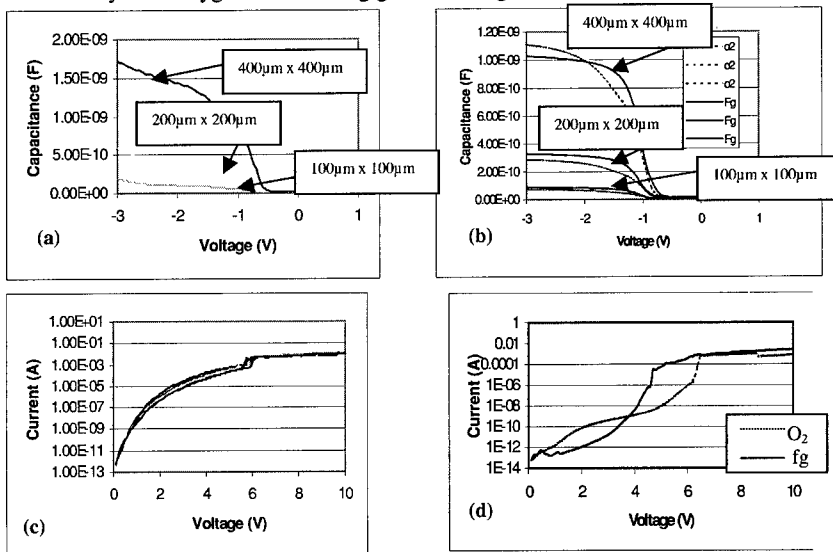 2.00E-09
1.50E-09
5.00E-10
0.00E+00
Capacitance (F)
400µm x 400µm
200µm x 200µm
100µm x 100µm
-3
-2
-1
0
1
Voltage (V)
(a)
1.20E-09
1.00E-09
8.00E-10
6.00E-10
4.00E-10
2.00E-10
0.00E+00
Capacitance (F)
400µm x 400µm
200µm x 200µm
100µm x 100µm
o2
o2
o2
Fg
Fg
Fg
-3
-2
-1
0
1
Voltage (V)
(b)
1.00E+01
1.00E-01
1.00E-03
1.00E-05
1.00E-07
1.00E-09
1.00E-11
1.00E-13
Current (A)
0
2
4
6
8
10
Voltage (V)
(c)
1
0.01
0.0001
1E-06
1E-08
1E-10
1E-12
1E-14
Current (A)
O₂
fg
0
2
4
6
8
10
Voltage (V)
(d)